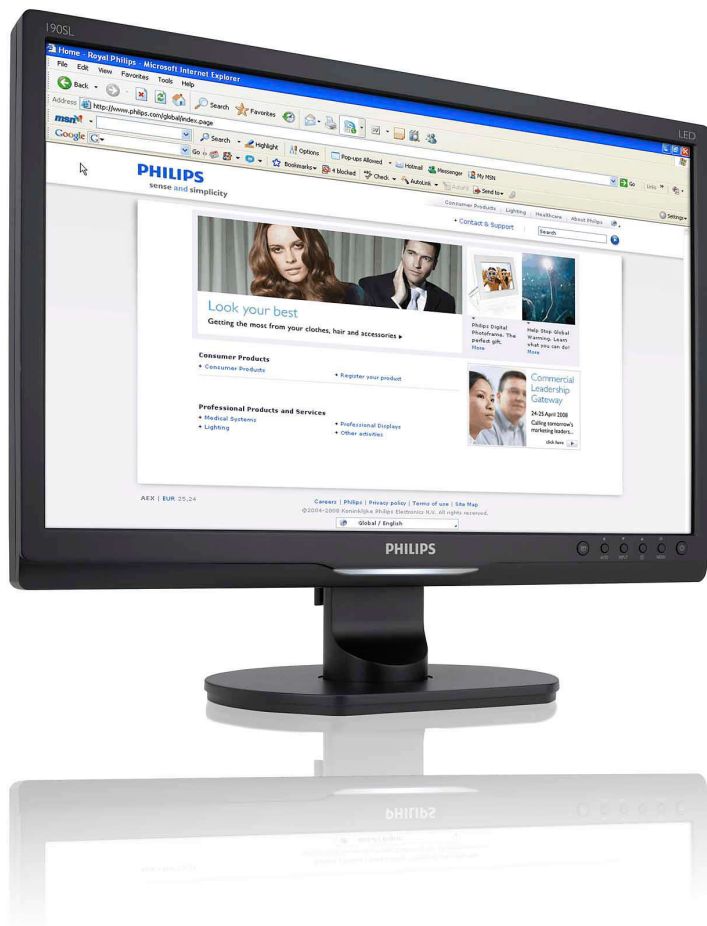 190SL
LED
Home - Royal Philips - Microsoft Internet Explorer
File Edit View Favorites Tools Help
Back Search Favorites
Address http://www.philips.com/global/index.page Go Links
msn Search Highlight Options Pop-ups Allowed Hotmail Messenger My MSN
Google G Go Bookmarks 4 blocked Check AutoLink AutoFill Send to Settings
PHILIPS
sense and simplicity
Consumer Products | Lighting | Healthcare | About Philips
Contact & Support
Search
Look your best
Getting the most from your clothes, hair and accessories
Philips Digital
Photoframe. The
perfect gift.
More
Help Stop Global
Warming. Learn
what you can do!
More
Consumer Products
Consumer Products
Register your product
Professional Products and Services
Medical Systems
Lighting
Professional Displays
Other activities
Commercial
Leadership
Gateway
24-25 April 2008
Calling tomorrow's
marketing leaders...
click here
AEX | EUR 25,24
Careers | Philips | Privacy policy | Terms of use | Site Map
©2004-2008 Koninklijke Philips Electronics N.V. All rights reserved.
Global / English
PHILIPS
AUTO INPUT MENU